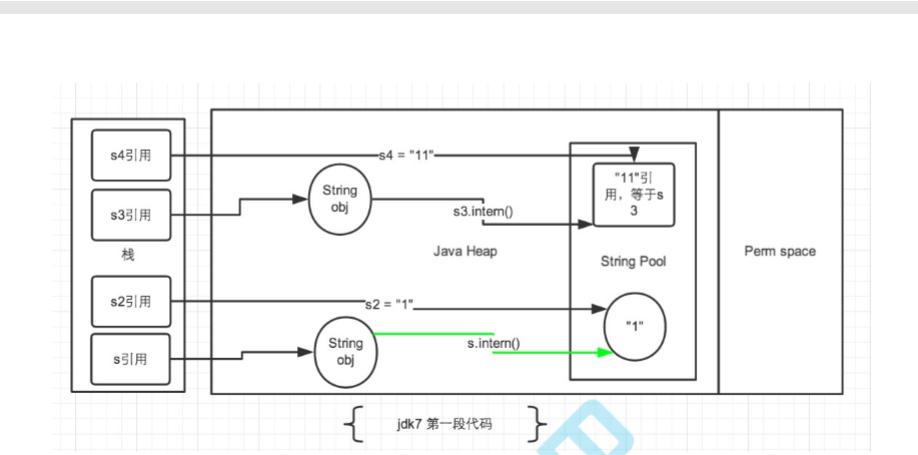 s4引用
s4 = "11"
"11"引
用，等于s
3
String
obj
s3引用
s3.intern()
栈
Java Heap
String Pool
Perm space
s2引用
s2 = "1"
"1"
String
obj
s.intern()
s引用
jdk7 第一段代码